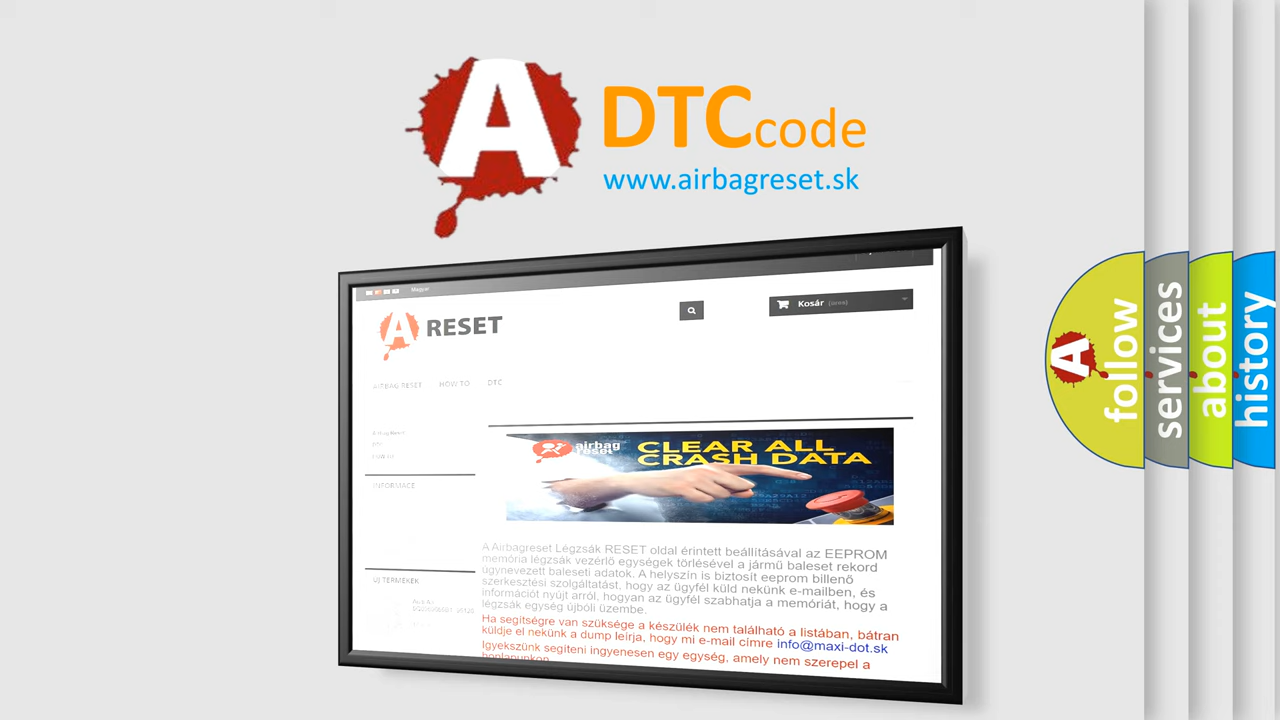 A
DTC code
www.airbagreset.sk
Magyar
A RESET
Kosár (üres)
AIRBAG RESET HOW TO DTC
DTC
INFORMACE
airbag
reset
CLEAR ALL
CRASH DATA
A Airbagreset Légzsák RESET oldal érintett beállításával az EEPROM
memória légzsák vezérlő egységek törlésével a jármű baleset rekord
úgynevezett baleseti adatok. A helyszín is biztosít eeprom billenő
szerkesztési szolgáltatást, hogy az ügyfél küld nekünk e-mailben, és
információt nyújt arról, hogyan az ügyfél szabhatja a memóriát, hogy a
légzsák egység újbóli üzembe.
Ha segítségre van szüksége a készülék nem található a listában, bátran
küldje el nekünk a dump leírja, hogy mi e-mail címre info@maxi-dot.sk
Igyekszünk segíteni ingyenesen egy egység, amely nem szerepel a
honlapunkon
ÚJ TERMÉKEK
A
follow
services
about
history